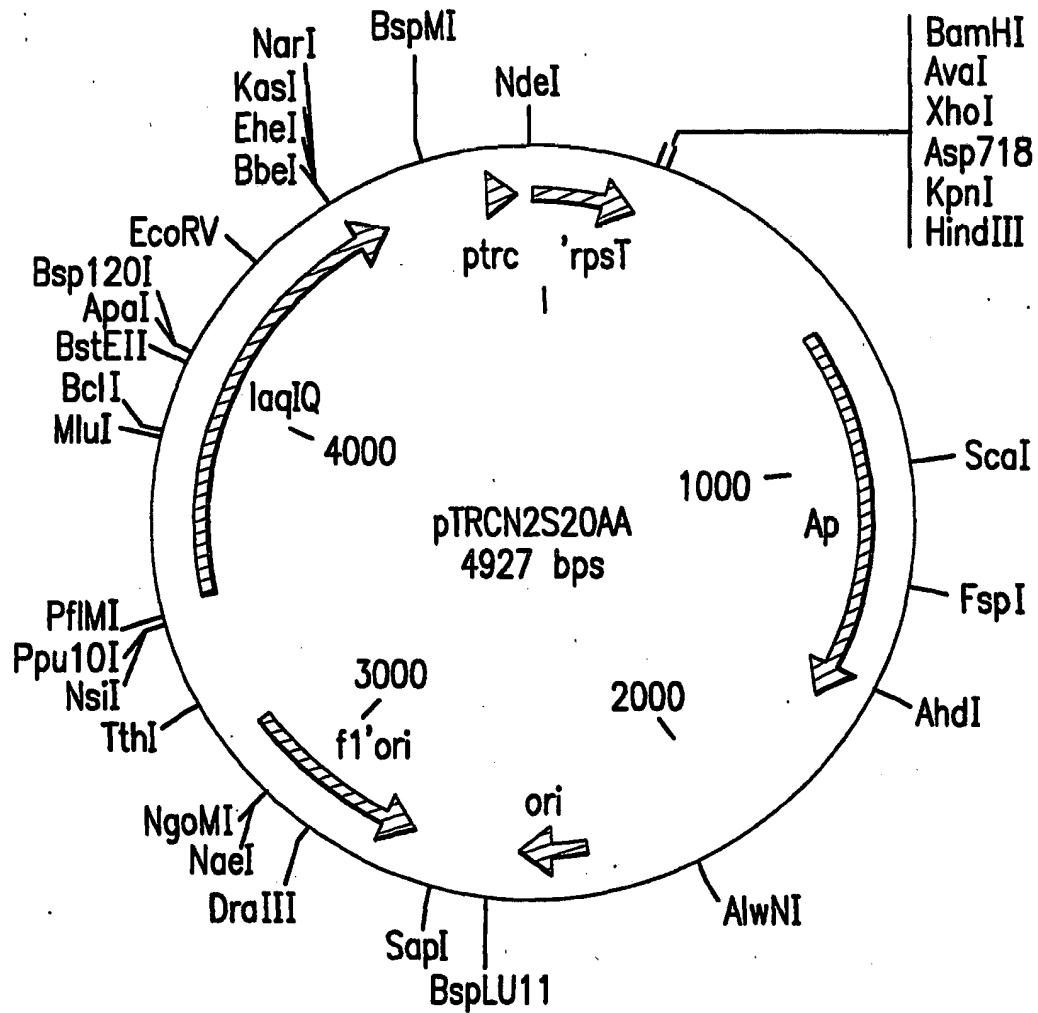 BspMI
NarI
KasI
EheI
BbeI
NdeI
BamHI
AvaI
XhoI
Asp718
KpnI
HindIII
EcoRV
Bsp120I
ApaI
BstEII
BclI
MluI
ptrc
'rpsT
laqIQ
4000
1000
ScaI
pTRCN2S20AA
4927 bps
Ap
FspI
PflMI
Ppu10I
NsiI
TthI
3000
f1'ori
2000
AhdI
ori
NgoMI
NaeI
DraIII
AlwNI
SapI
BspLU11